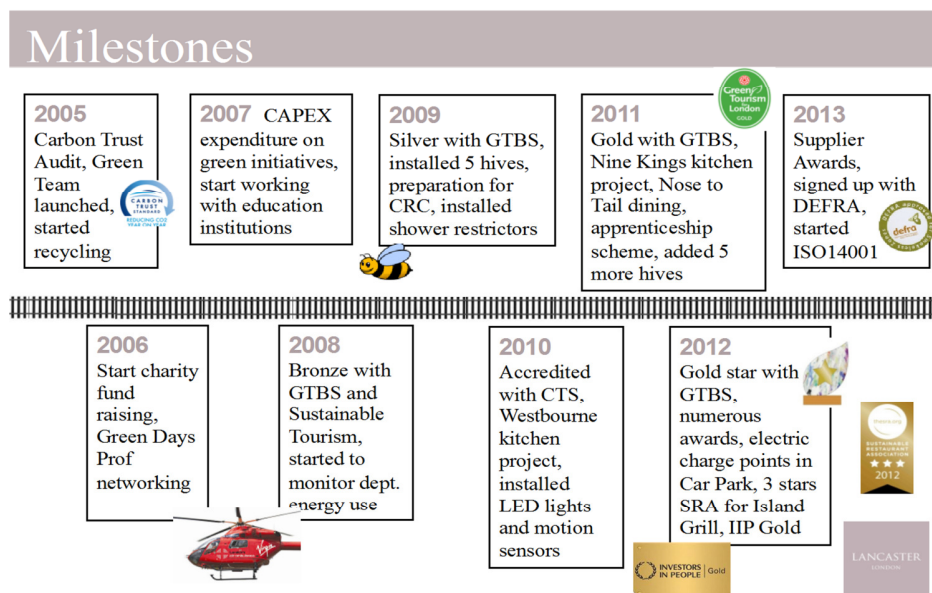 Milestones
2005
Carbon Trust
Audit, Green
Team
launched,
started
recycling
CARBON
TRUST
STANDARD
REDUCING CO2
YEAR ON YEAR
2007 CAPEX
expenditure on
green initiatives,
start working
with education
institutions
2009
Silver with GTBS,
installed 5 hives,
preparation for
CRC, installed
shower restrictors
2011
Gold with GTBS,
Nine Kings kitchen
project, Nose to
Tail dining,
apprenticeship
scheme, added 5
more hives
Green
Tourism
for
London
GOLD
2013
Supplier
Awards,
signed up with
DEFRA,
started
ISO14001
defra
2006
Start charity
fund
raising,
Green Days
Prof
networking
2008
Bronze with
GTBS and
Sustainable
Tourism,
started to
monitor dept.
energy use
Virgin
2010
Accredited
with CTS,
Westbourne
kitchen
project,
installed
LED lights
and motion
sensors
2012
Gold star with
GTBS,
numerous
awards, electric
charge points in
Car Park, 3 stars
SRA for Island
Grill, IIP Gold
SUSTAINABLE
RESTAURANT
ASSOCIATION
2012
INVESTORS
IN PEOPLE Gold
LANCASTER
LONDON